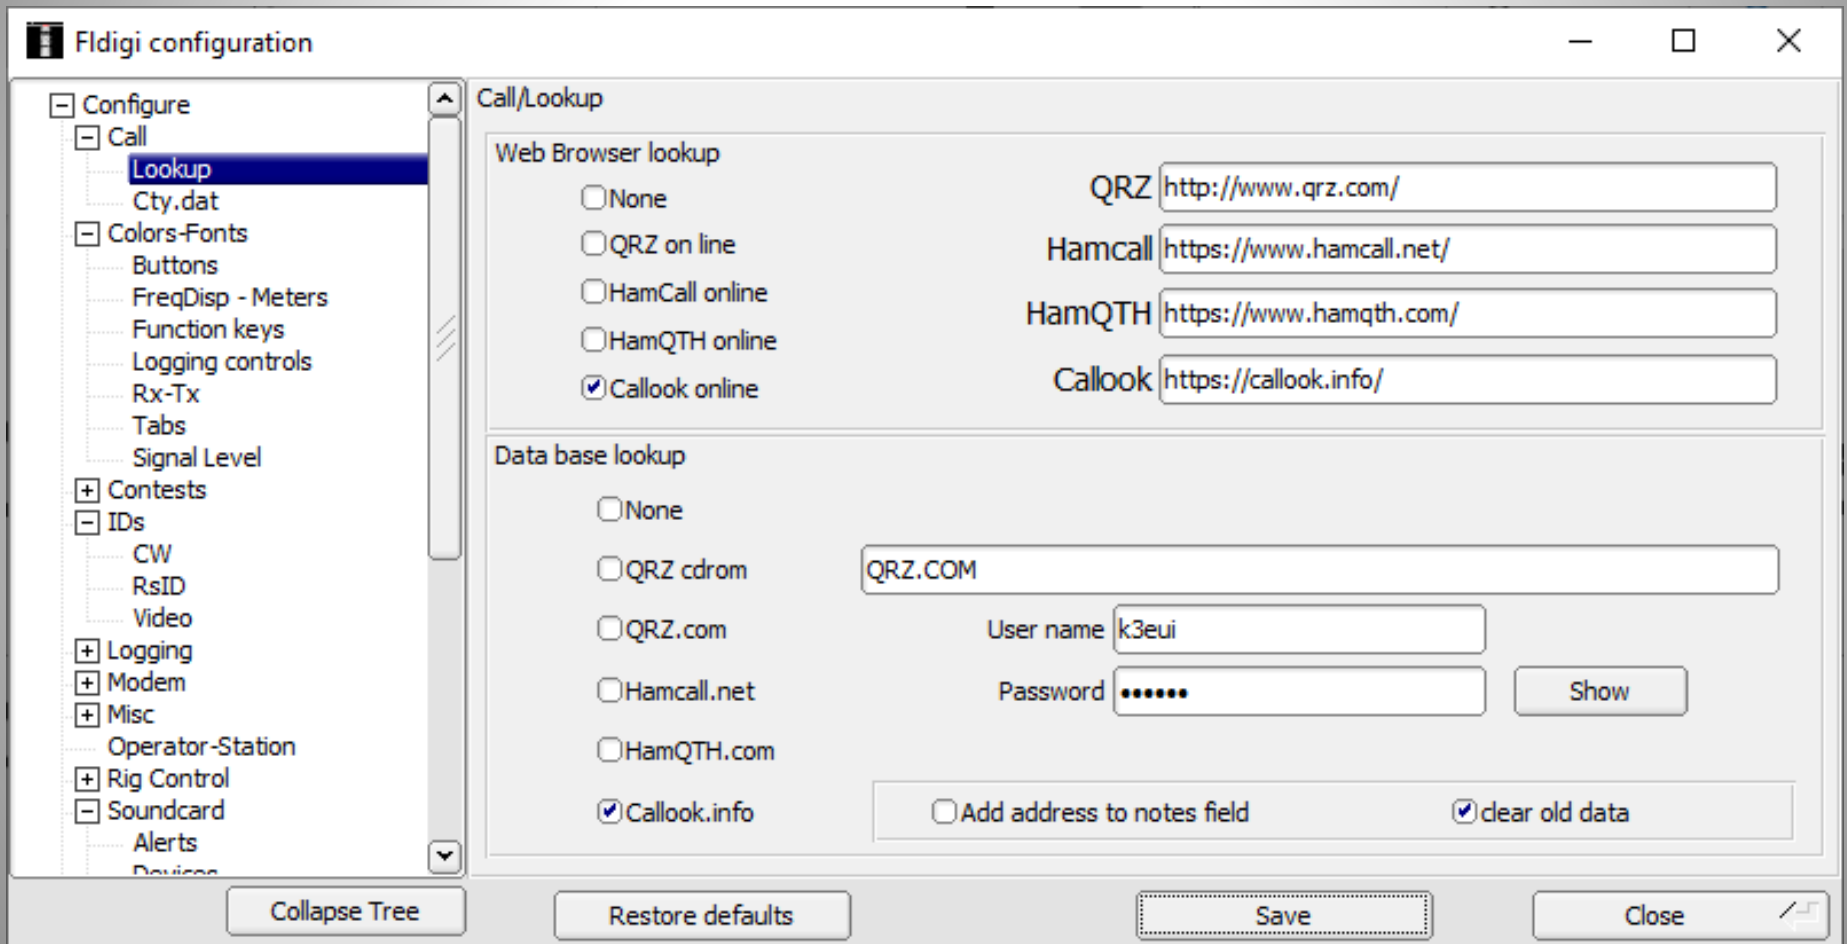 Fldigi configuration
Configure
Call
Lookup
Cty.dat
Colors-Fonts
Buttons
FreqDisp - Meters
Function keys
Logging controls
Rx-Tx
Tabs
Signal Level
Contests
IDs
CW
RsID
Video
Logging
Modem
Misc
Operator-Station
Rig Control
Soundcard
Alerts
Devices
Collapse Tree
Call/Lookup
Web Browser lookup
None
QRZ on line
HamCall online
HamQTH online
Callook online
QRZ http://www.qrz.com/
Hamcall https://www.hamcall.net/
HamQTH https://www.hamqth.com/
Callook https://callook.info/
Data base lookup
None
QRZ cdrom QRZ.COM
QRZ.com User name k3eui
Hamcall.net Password •••••• Show
HamQTH.com
Callook.info Add address to notes field clear old data
Restore defaults Save Close